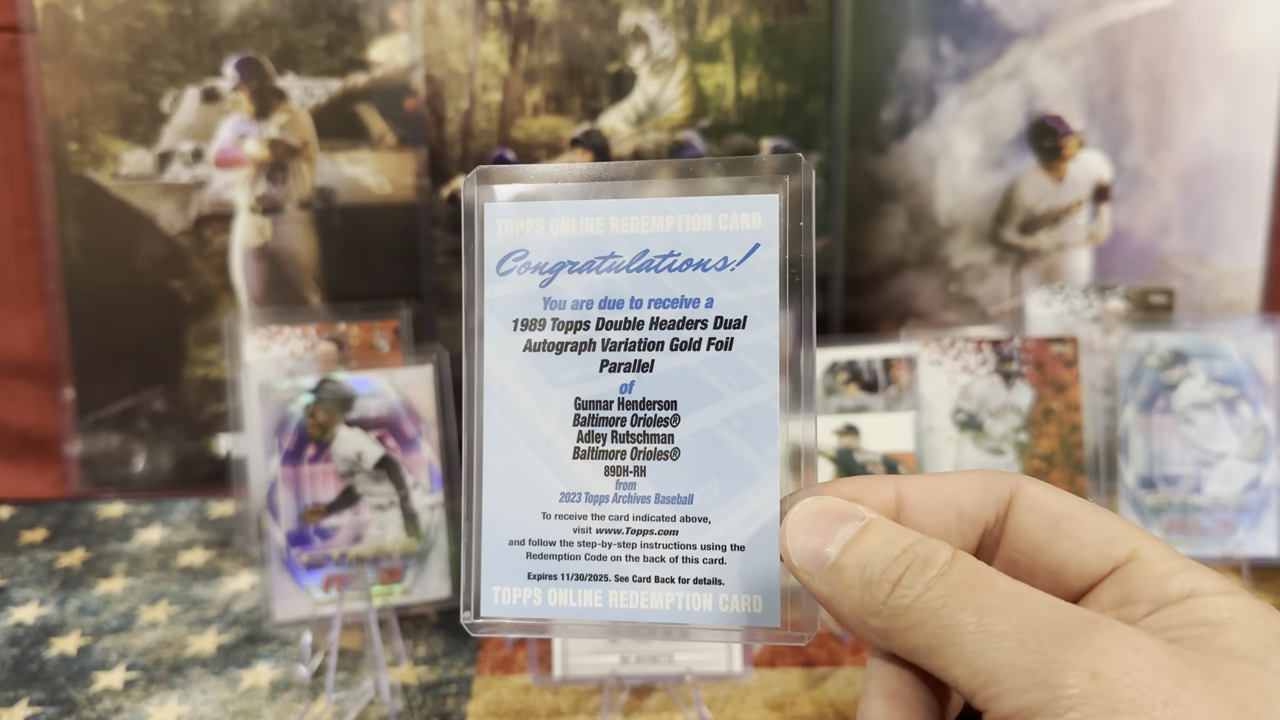 TOPPS ONLINE REDEMPTION CARD
Congratulations!
You are due to receive a
1989 Topps Double Headers Dual
Autograph Variation Gold Foil
Parallel
of
Gunnar Henderson
Baltimore Orioles®
Adley Rutschman
Baltimore Orioles®
89DH-RH
from
2023 Topps Archives Baseball
To receive the card indicated above,
visit www.Topps.com
and follow the step-by-step instructions using the
Redemption Code on the back of this card.
Expires 11/30/2025. See Card Back for details.
TOPPS ONLINE REDEMPTION CARD